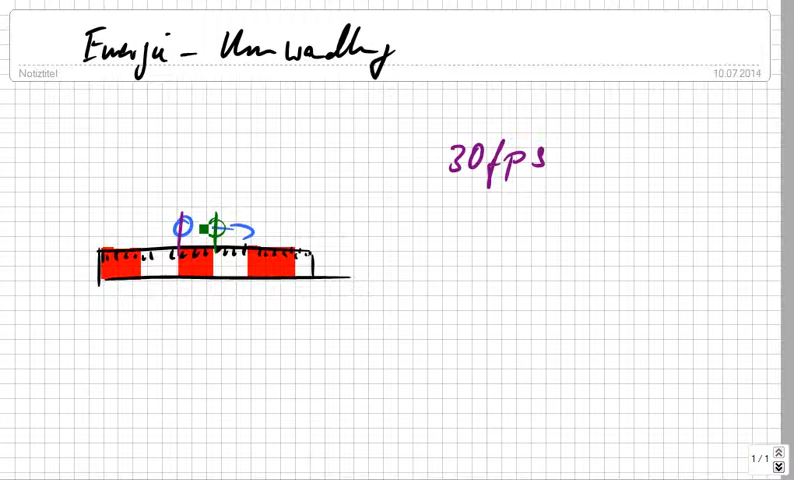 Energie - Umwandlung
Notiztitel
10.07.2014
30fps
1 / 1